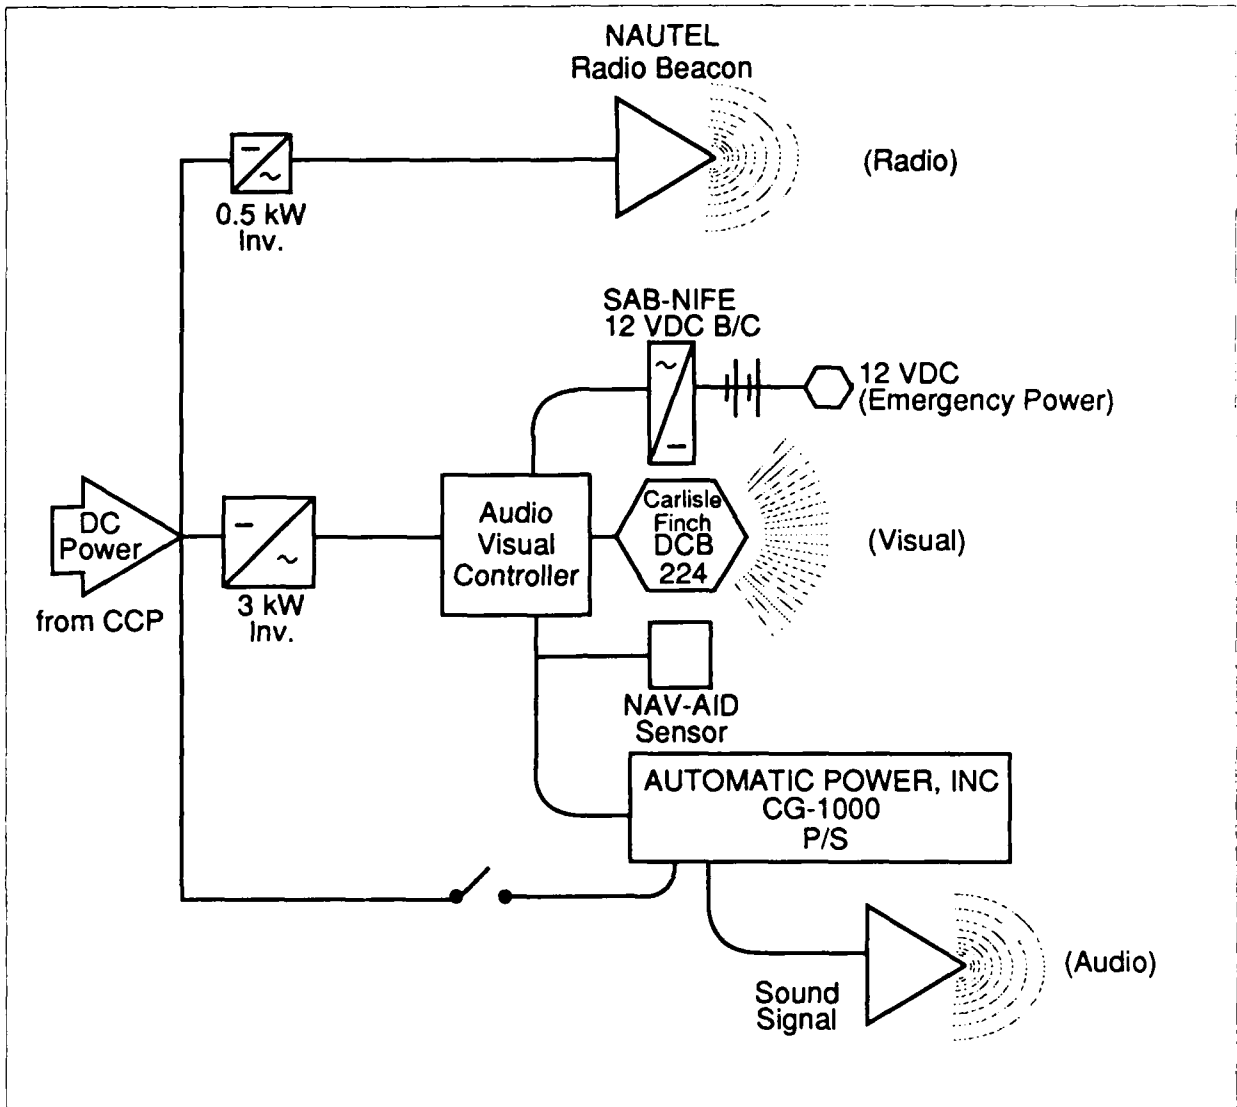 NAUTEL
Radio Beacon
(Radio)
0.5 kW
Inv.
SAB-NIFE
12 VDC B/C
12 VDC
(Emergency Power)
DC
Power
from CCP
3 kW
Inv.
Audio
Visual
Controller
Carlisle
Finch
DCB
224
(Visual)
NAV-AID
Sensor
AUTOMATIC POWER, INC
CG-1000
P/S
Sound
Signal
(Audio)